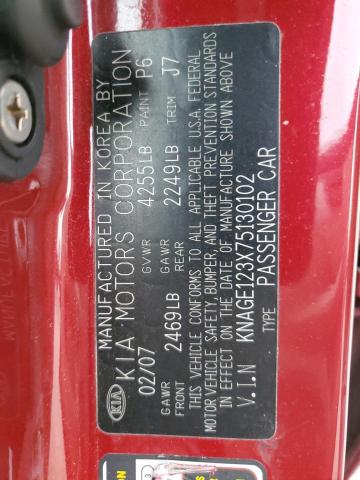 MANUFACTURED IN KOREA BY
KIA KIA MOTORS CORPORATION
02/07 GVWR 4255LB PAINT P6
GAWR FRONT 2469LB GAWR REAR 2249LB TRIM J7
THIS VEHICLE CONFORMS TO ALL APPLICABLE U.S.A. FEDERAL
MOTOR VEHICLE SAFETY, BUMPER, AND THEFT PREVENTION STANDARDS
IN EFFECT ON THE DATE OF MANUFACTURE SHOWN ABOVE
V.I.N KNAGE123X75130102
TYPE PASSENGER CAR